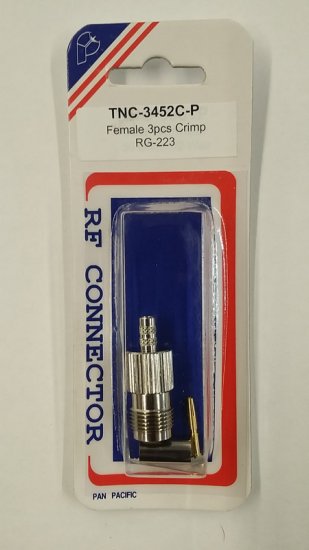 TNC-3452C-P
Female 3pcs Crimp
RG-223
RF CONNECTOR
PAN PACIFIC